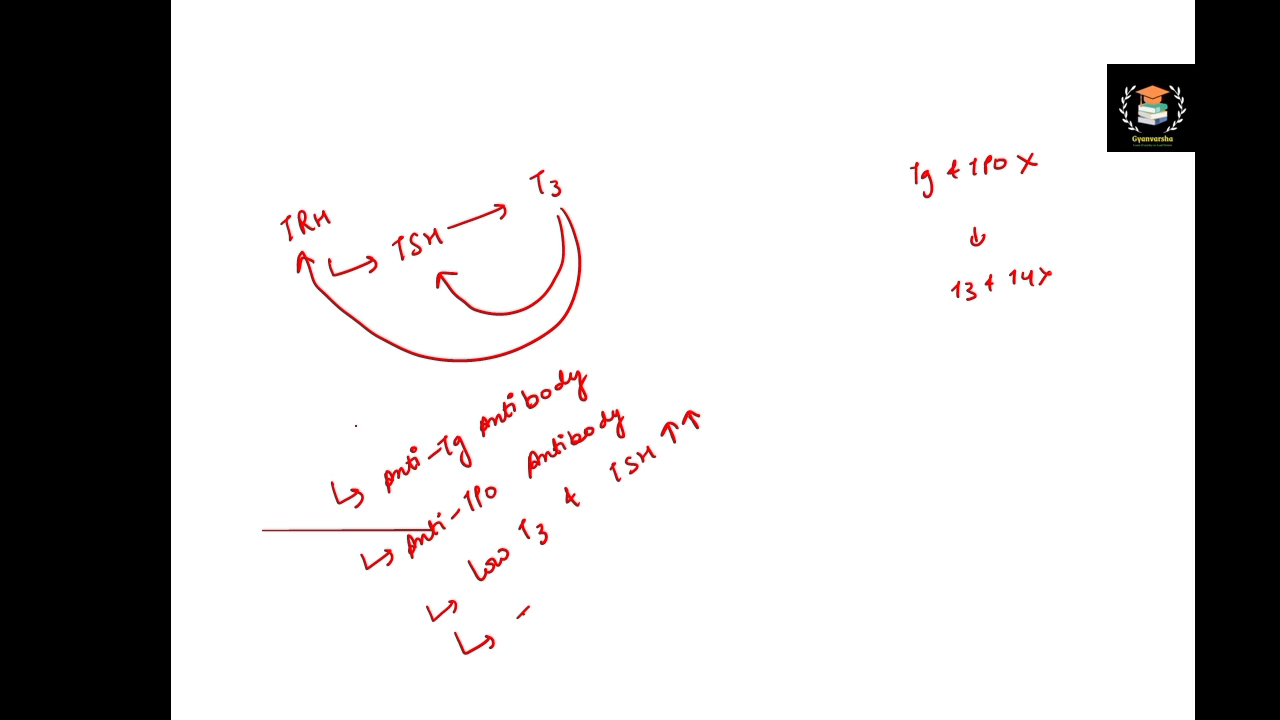 T3
TRH
TSH
Tg & TPO X
T3 & T4 X
Anti-Tg Antibody
Anti-TPO Antibody
Low T3 & TSH ↑↑
Gyanvarsha